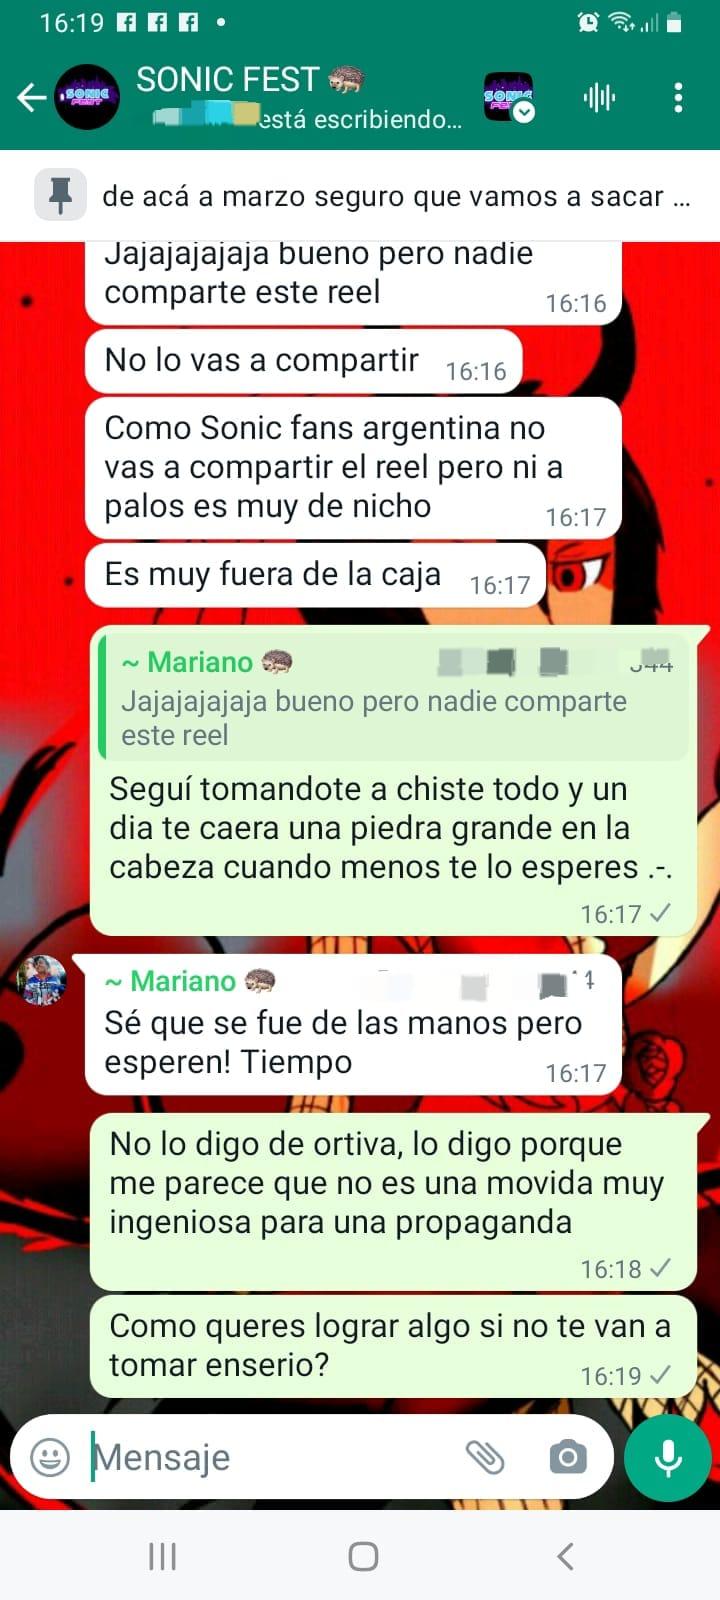 16:19
SONIC FEST🦔
está escribiendo...
de acá a marzo seguro que vamos a sacar ...
Jajajajajaja bueno pero nadie
comparte este reel
16:16
No lo vas a compartir
16:16
Como Sonic fans argentina no
vas a compartir el reel pero ni a
palos es muy de nicho
16:17
Es muy fuera de la caja
16:17
~ Mariano 🦔
Jajajajajaja bueno pero nadie comparte
este reel
Seguí tomandote a chiste todo y un
dia te caera una piedra grande en la
cabeza cuando menos te lo esperes .-.
16:17
~ Mariano 🦔
Sé que se fue de las manos pero
esperen! Tiempo
16:17
No lo digo de ortiva, lo digo porque
me parece que no es una movida muy
ingeniosa para una propaganda
16:18
Como queres lograr algo si no te van a
tomar enserio?
16:19
Mensaje